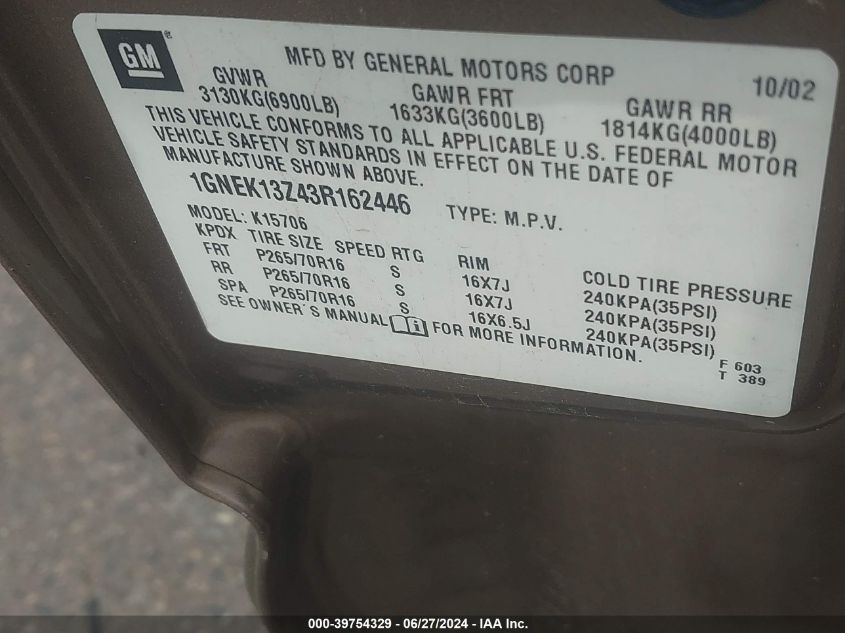 GM®
MFD BY GENERAL MOTORS CORP 10/02
GVWR GAWR FRT GAWR RR
3130KG(6900LB) 1633KG(3600LB) 1814KG(4000LB)
THIS VEHICLE CONFORMS TO ALL APPLICABLE U.S. FEDERAL MOTOR
VEHICLE SAFETY STANDARDS IN EFFECT ON THE DATE OF
MANUFACTURE SHOWN ABOVE.
1GNEK13Z43R162446 TYPE: M.P.V.
MODEL: K15706
KPDX TIRE SIZE SPEED RTG RIM COLD TIRE PRESSURE
FRT P265/70R16 S 16X7J 240KPA(35PSI)
RR P265/70R16 S 16X7J 240KPA(35PSI)
SPA P265/70R16 S 16X6.5J 240KPA(35PSI)
SEE OWNER'S MANUAL i FOR MORE INFORMATION.
F 603
T 389
000-39754329 - 06/27/2024 - IAA Inc.